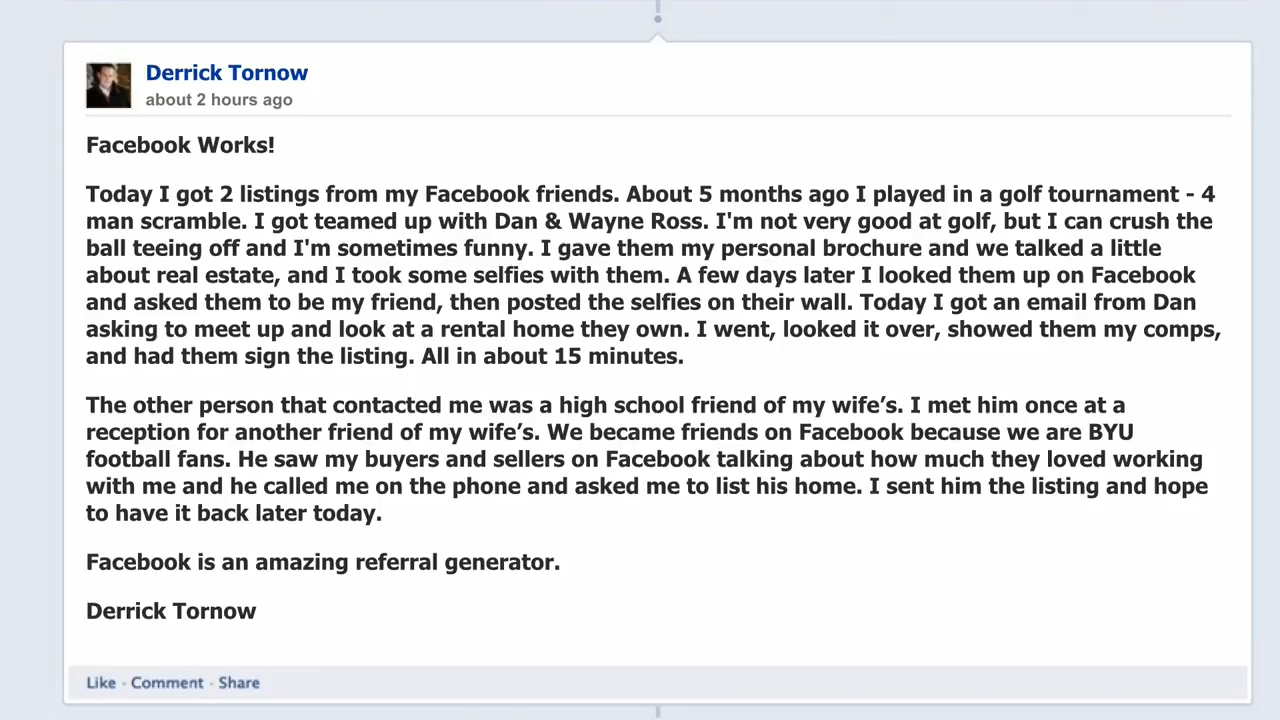 Derrick Tornow
about 2 hours ago
Facebook Works!
Today I got 2 listings from my Facebook friends. About 5 months ago I played in a golf tournament - 4
man scramble. I got teamed up with Dan & Wayne Ross. I'm not very good at golf, but I can crush the
ball teeing off and I'm sometimes funny. I gave them my personal brochure and we talked a little
about real estate, and I took some selfies with them. A few days later I looked them up on Facebook
and asked them to be my friend, then posted the selfies on their wall. Today I got an email from Dan
asking to meet up and look at a rental home they own. I went, looked it over, showed them my comps,
and had them sign the listing. All in about 15 minutes.
The other person that contacted me was a high school friend of my wife’s. I met him once at a
reception for another friend of my wife’s. We became friends on Facebook because we are BYU
football fans. He saw my buyers and sellers on Facebook talking about how much they loved working
with me and he called me on the phone and asked me to list his home. I sent him the listing and hope
to have it back later today.
Facebook is an amazing referral generator.
Derrick Tornow
Like · Comment · Share